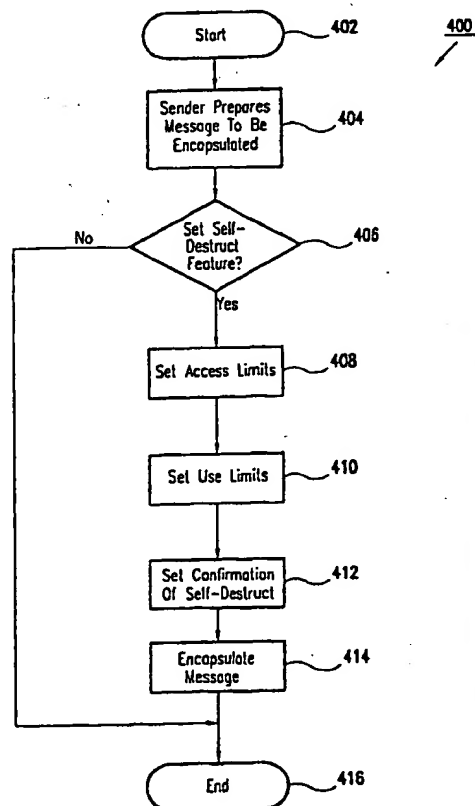 400
Start
402
Sender Prepares
Message To Be
Encapsulated
404
Set Self-
Destruct
Feature?
406
No
Yes
Set Access Limits
408
Set Use Limits
410
Set Confirmation
Of Self-Destruct
412
Encapsulate
Message
414
End
416